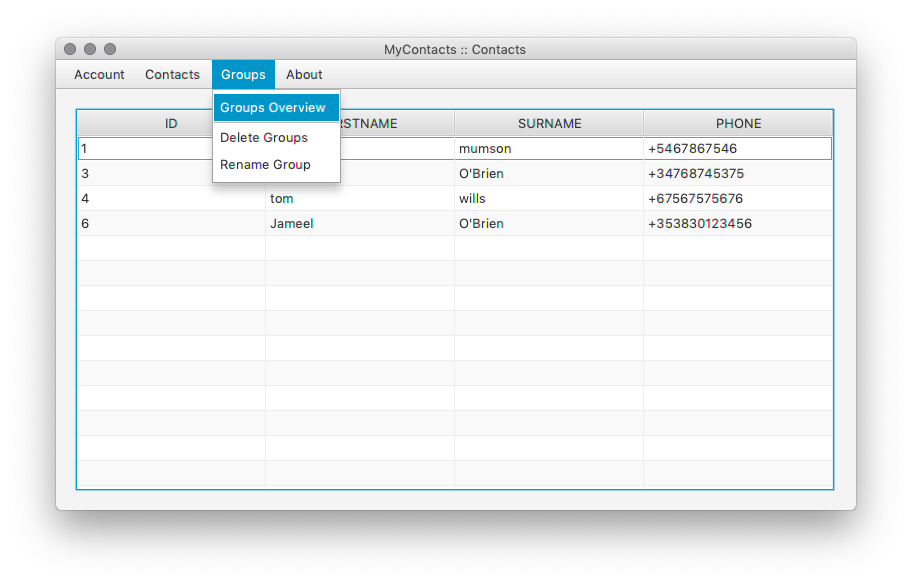 MyContacts :: Contacts
Account Contacts Groups About
Groups Overview
Delete Groups
Rename Group
ID RSTNAME SURNAME PHONE
1 mumson +5467867546
3 O'Brien +34768745375
4 tom wills +67567575676
6 Jameel O'Brien +353830123456